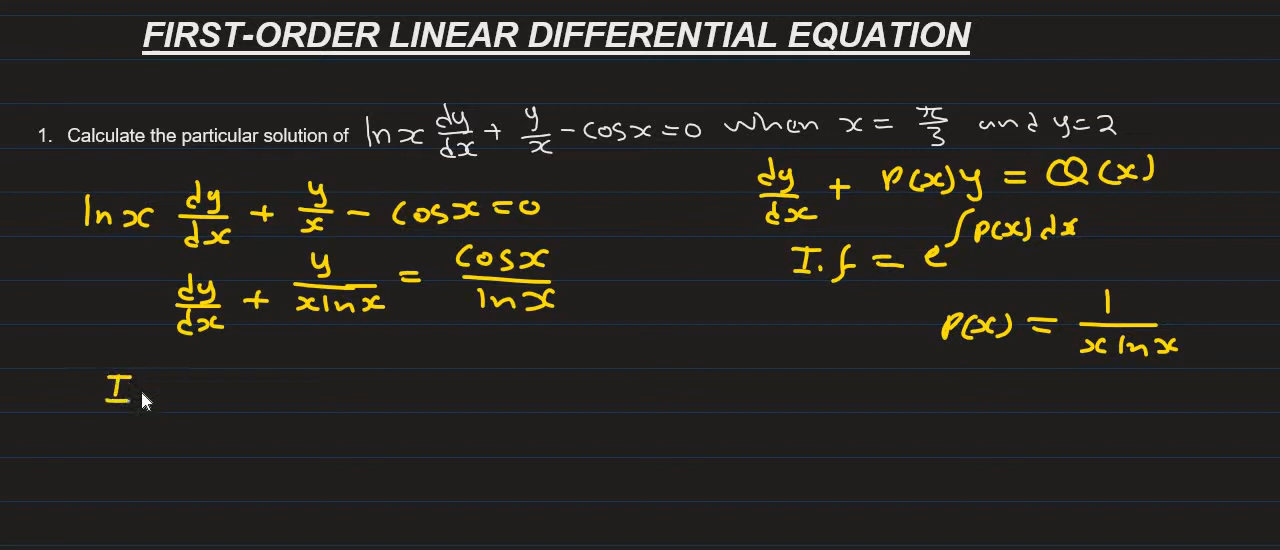 FIRST-ORDER LINEAR DIFFERENTIAL EQUATION
1. Calculate the particular solution of ln x dy/dx + y/x - cos x = 0 when x = π/3 and y = 2
dy/dx + P(x)y = Q(x)
ln x dy/dx + y/x - cos x = 0
I.f = e^∫P(x)dx
dy/dx + y/(x ln x) = cos x/ln x
P(x) = 1/(x ln x)
I